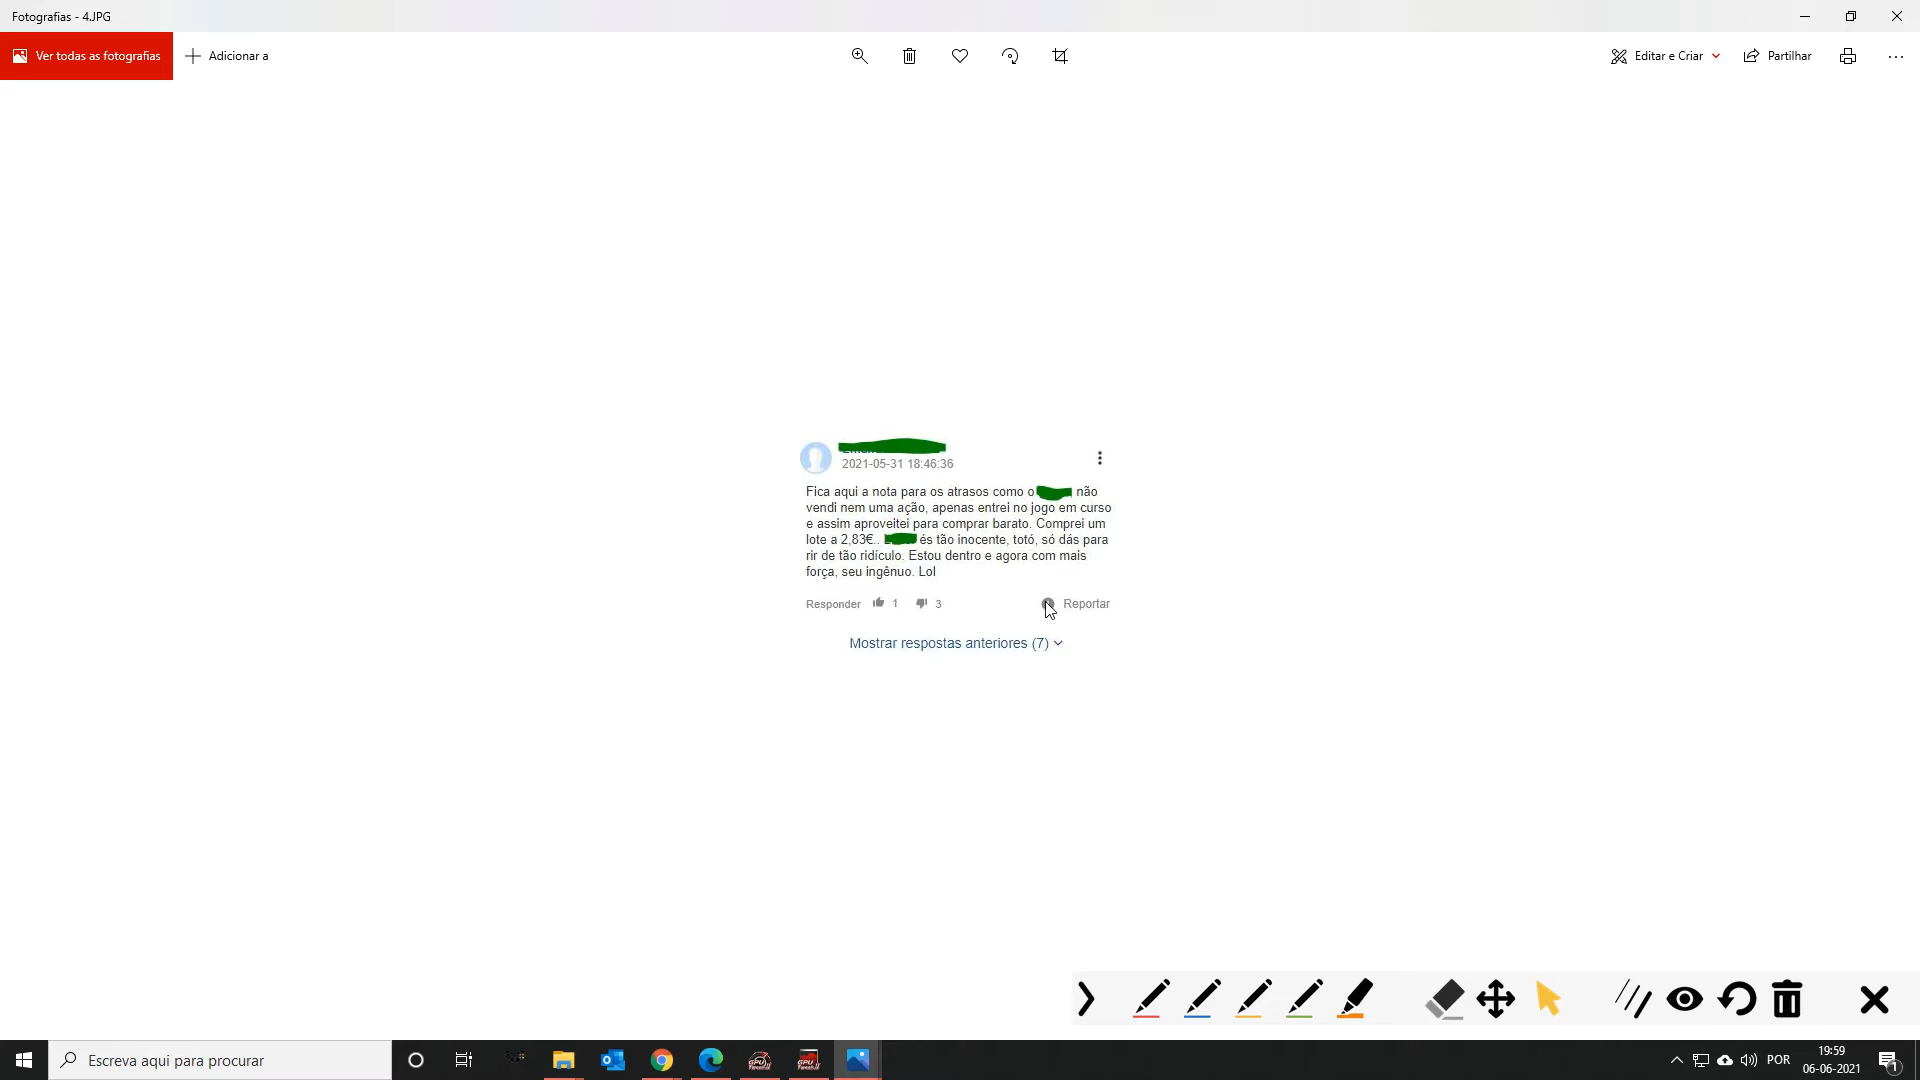 Fotografias - 4.JPG
Ver todas as fotografias
Adicionar a
Editar e Criar
Partilhar
2021-05-31 18:46:36
Fica aqui a nota para os atrasos como o não
vendi nem uma ação, apenas entrei no jogo em curso
e assim aproveitei para comprar barato. Comprei um
lote a 2,83€.. és tão inocente, totó, só dás para
rir de tão ridículo. Estou dentro e agora com mais
força, seu ingênuo. Lol
Responder 1 3 Reportar
Mostrar respostas anteriores (7)
Escreva aqui para procurar
POR
19:59
06-06-2021
1